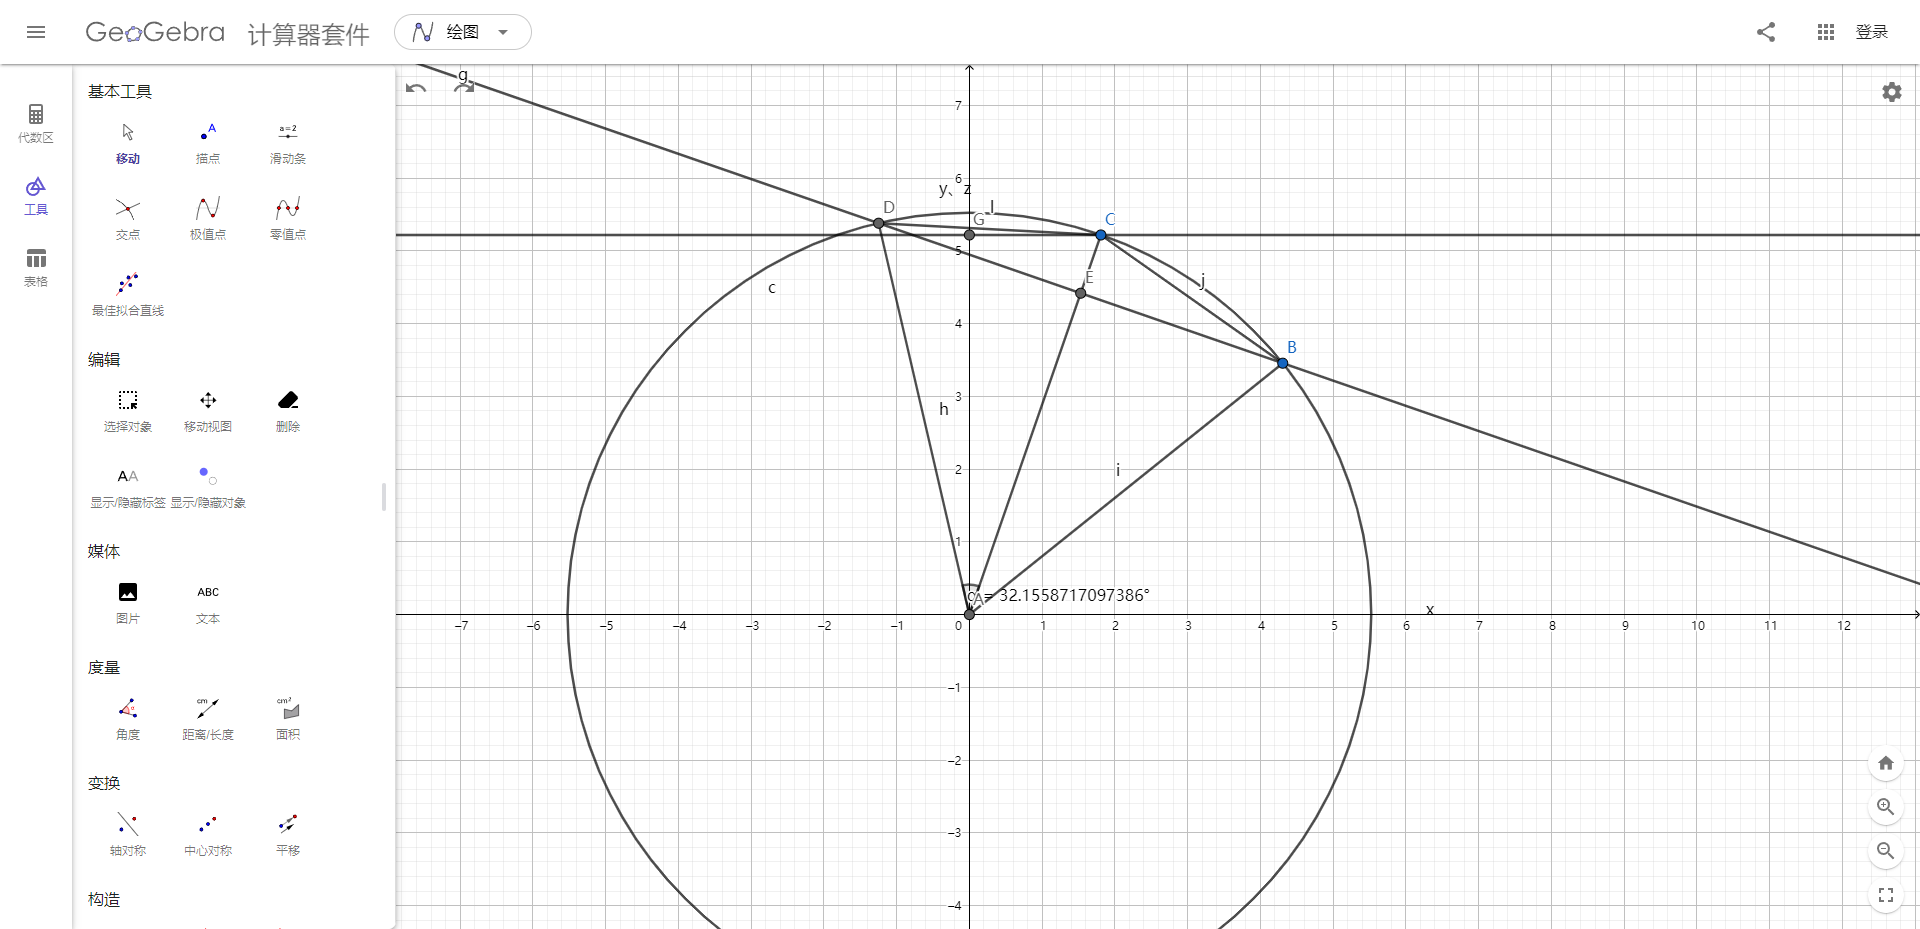 GeoGebra 计算器套件 绘图 登录
代数区
工具
表格
基本工具
移动 描点 a=2 滑动条
A
交点 极值点 零值点
最佳拟合直线
编辑
选择对象 移动视图 删除
AA
显示/隐藏标签 显示/隐藏对象
媒体
ABC
图片 文本
度量
cm cm²
角度 距离/长度 面积
变换
轴对称 中心对称 平移
构造
g
7
6
y、z
D
l
G
C
5
E
j
c
4
B
3
h
2
i
1
A
= 32.1558717097386°
x
–7 –6 –5 –4 –3 –2 –1 0 1 2 3 4 5 6 7 8 9 10 11 12
–1
–2
–3
–4